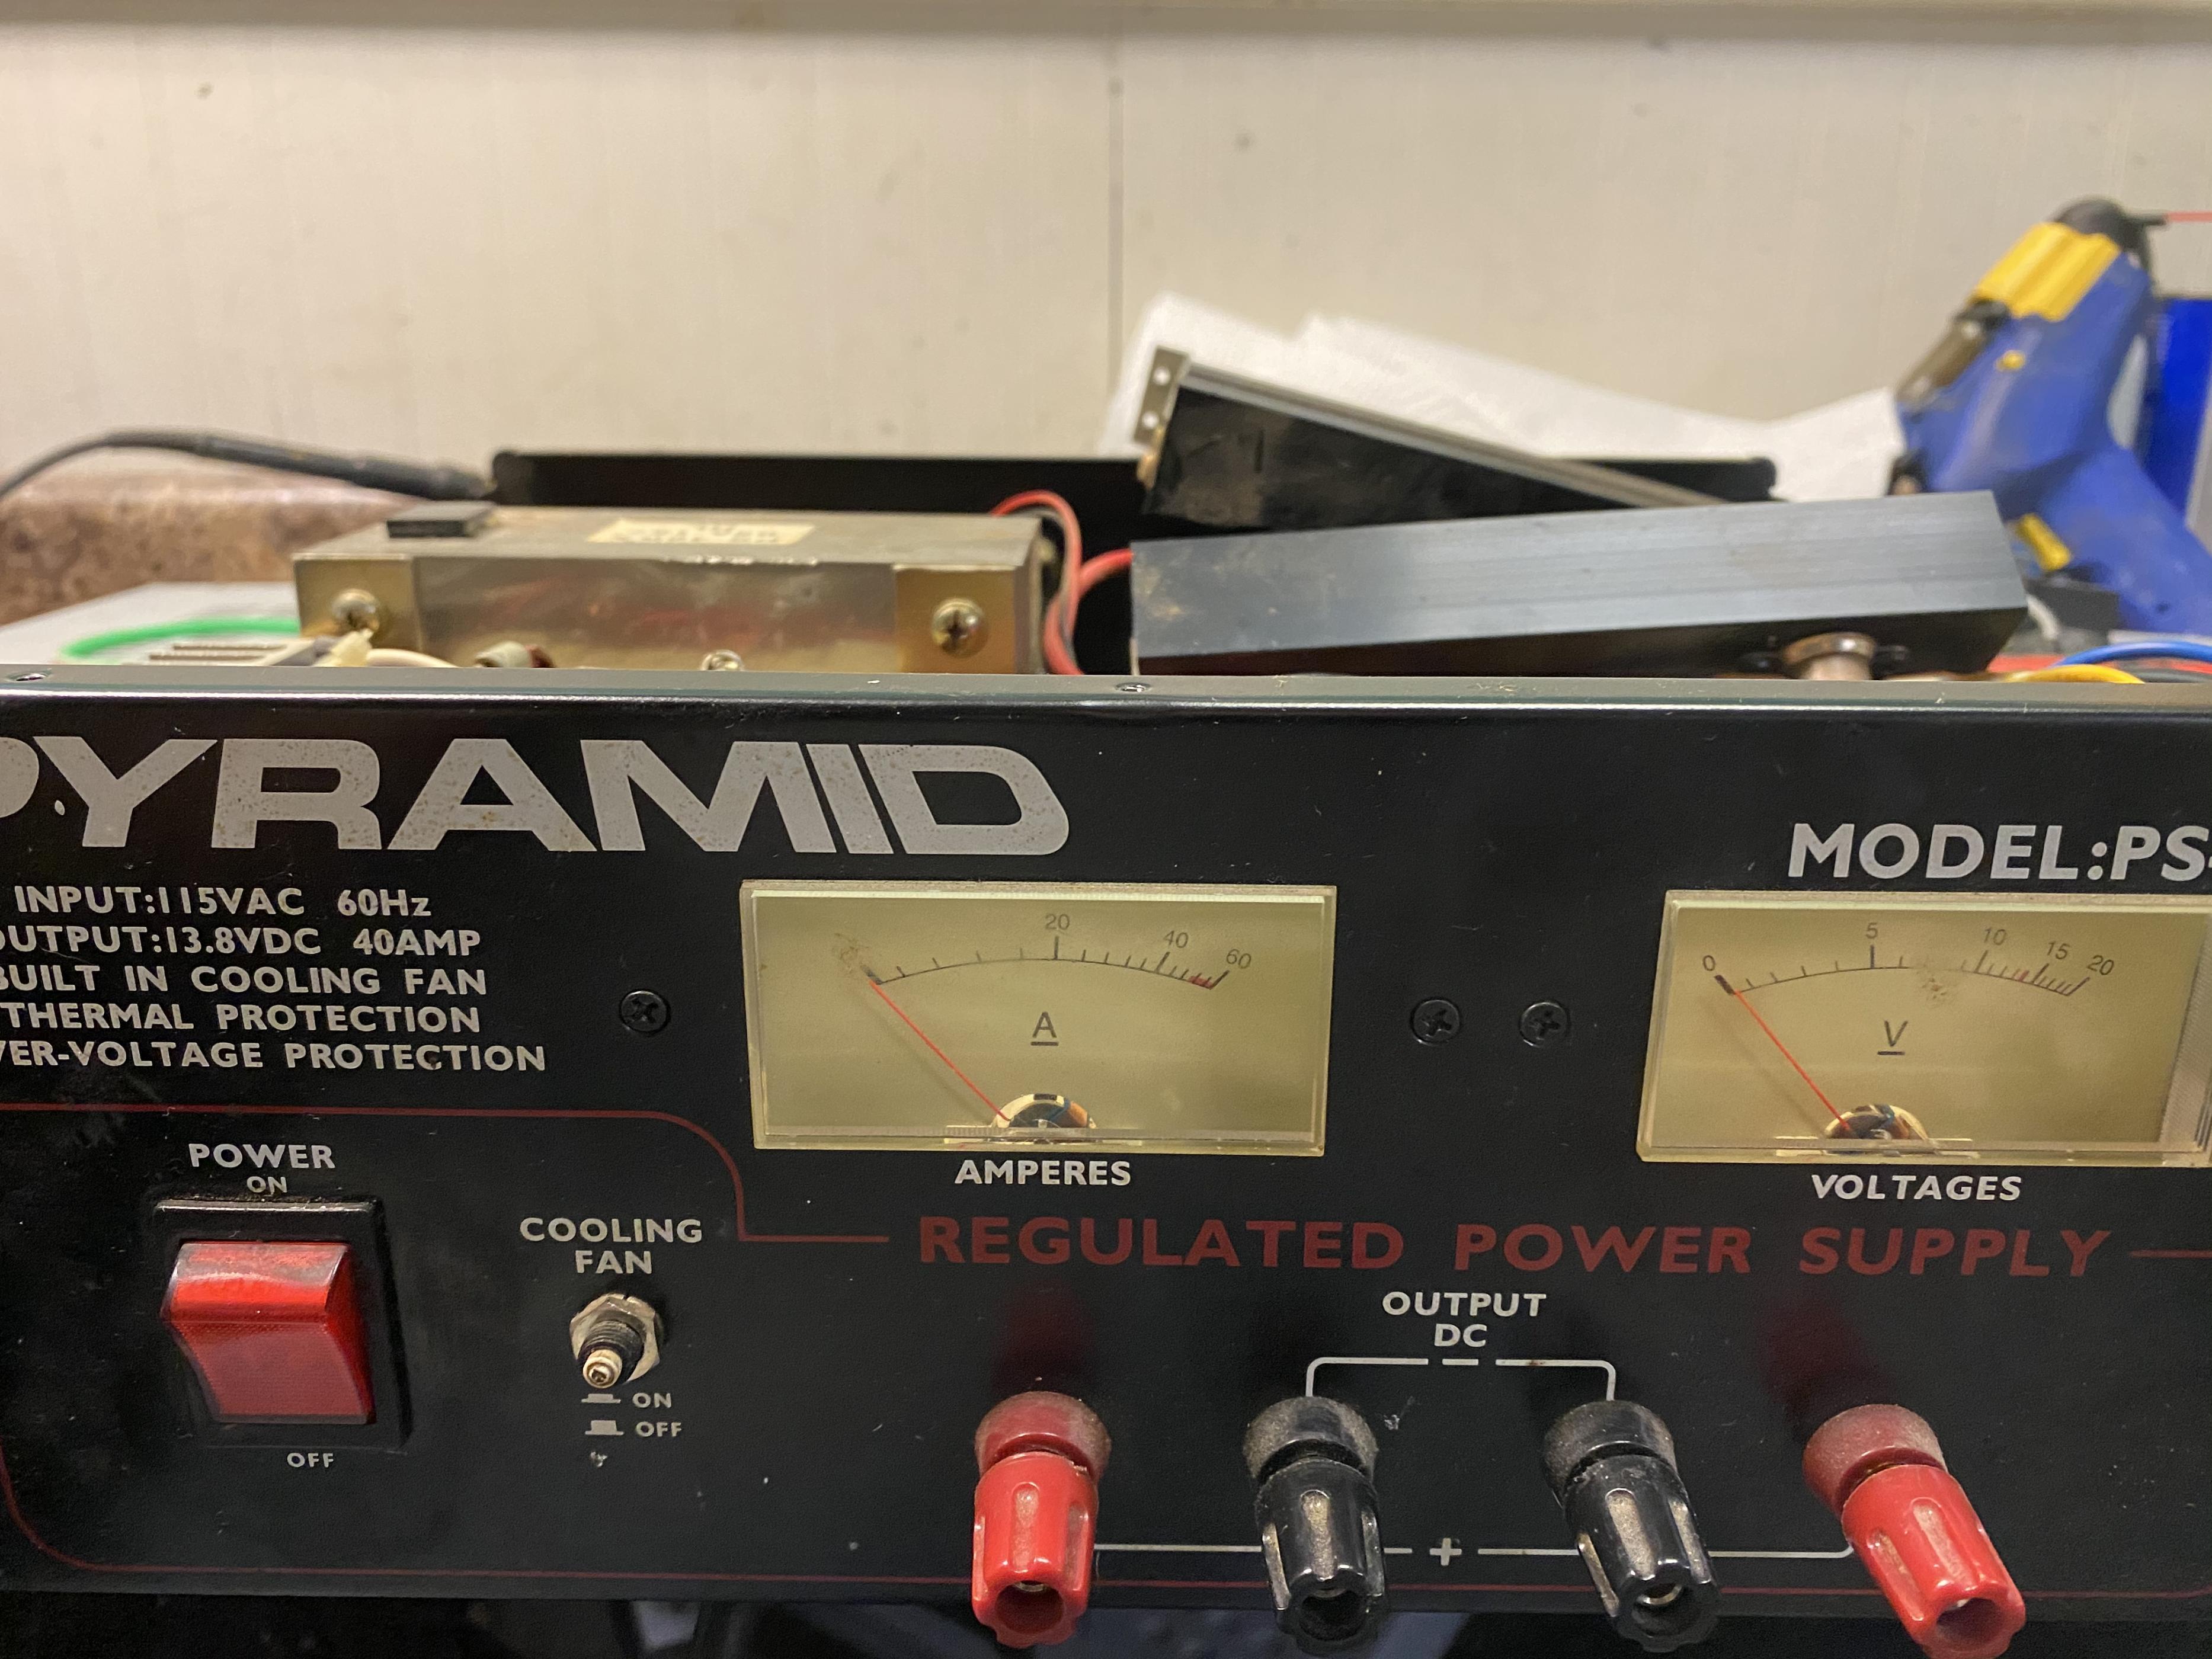 PYRAMID
MODEL:PS
INPUT:115VAC 60Hz
OUTPUT:13.8VDC 40AMP
BUILT IN COOLING FAN
THERMAL PROTECTION
VER-VOLTAGE PROTECTION
20 40 60
A
AMPERES
0 5 10 15 20
V
VOLTAGES
POWER
ON
OFF
COOLING
FAN
ON
OFF
REGULATED POWER SUPPLY
OUTPUT
DC
−
+